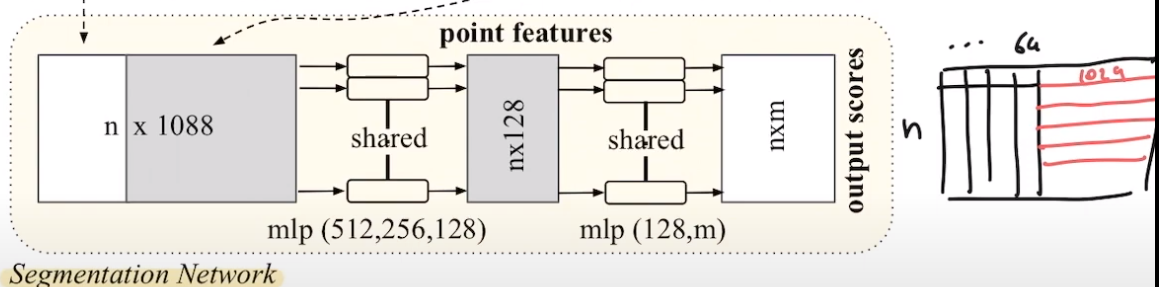 point features
n x 1088
shared
nx128
shared
nxm
output scores
mlp (512,256,128)
mlp (128,m)
Segmentation Network
... 64
1024
n